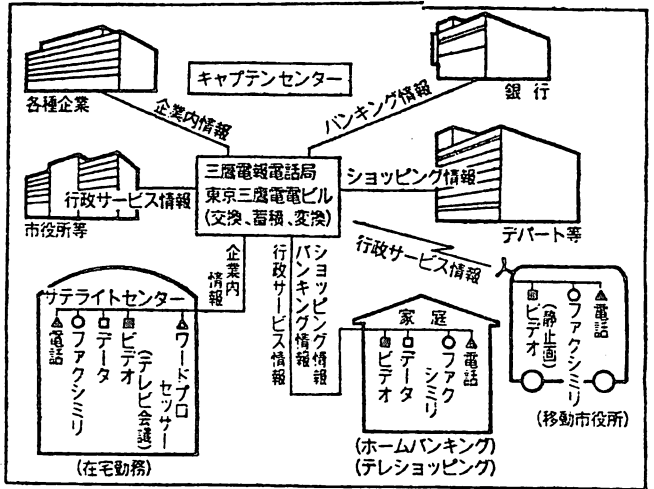 キャプテンセンター
各種企業
銀行
企業内情報
バンキング情報
三鷹電報電話局
東京三鷹電電ビル
(交換、蓄積、変換)
行政サービス情報
市役所等
ショッピング情報
デパート等
行政サービス情報
企業内
情報
ショッピング情報
バンキング情報
行政サービス情報
サテライトセンター
電話
ファクシミリ
データ
ビデオ
(テレビ会議)
ワードプロ
セッサー
(在宅勤務)
家庭
ビデオ
データ
ファク
シミリ
電話
(ホームバンキング)
(テレショッピング)
ビデオ
(静止画)
ファクシミリ
電話
(移動市役所)